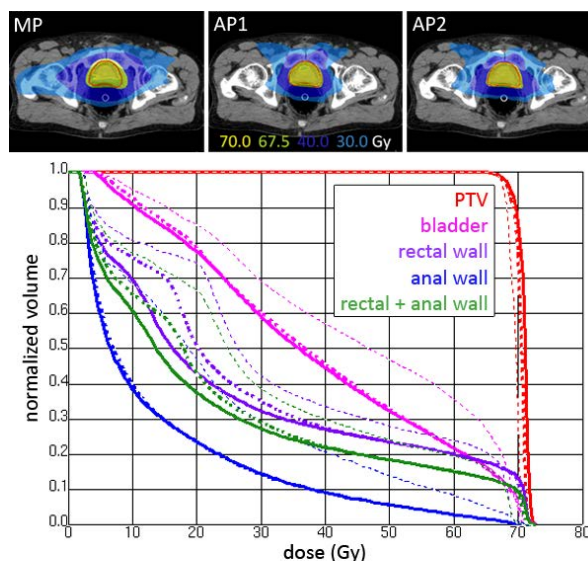 MP AP1 AP2
70.0 67.5 40.0 30.0 Gy
normalized volume
1.0
0.9
0.8
0.7
0.6
0.5
0.4
0.3
0.2
0.1
0.0
PTV
bladder
rectal wall
anal wall
rectal + anal wall
0 10 20 30 40 50 60 70 80
dose (Gy)